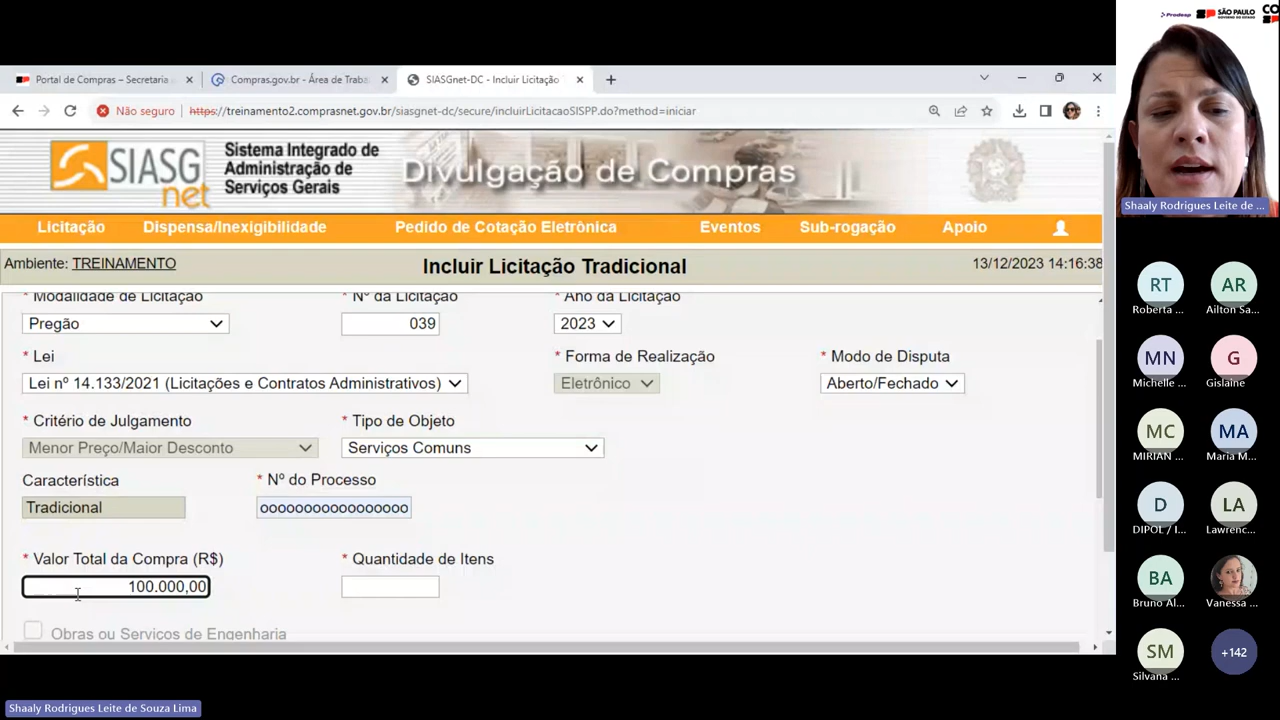 Prodesp SÃO PAULO
GOVERNO DO ESTADO
Portal de Compras – Secretaria
Compras.gov.br - Área de Traba
SIASGnet-DC - Incluir Licitação
Não seguro https://treinamento2.comprasnet.gov.br/siasgnet-dc/secure/incluirLicitacaoSISPP.do?method=iniciar
SIASG
net
Sistema Integrado de
Administração de
Serviços Gerais
Divulgação de Compras
Licitação Dispensa/Inexigibilidade Pedido de Cotação Eletrônica Eventos Sub-rogação Apoio
Ambiente: TREINAMENTO Incluir Licitação Tradicional 13/12/2023 14:16:38
* Modalidade de Licitação * Nº da Licitação * Ano da Licitação
Pregão 039 2023
* Lei * Forma de Realização * Modo de Disputa
Lei nº 14.133/2021 (Licitações e Contratos Administrativos) Eletrônico Aberto/Fechado
* Critério de Julgamento * Tipo de Objeto
Menor Preço/Maior Desconto Serviços Comuns
Característica * Nº do Processo
Tradicional ooooooooooooooooo
* Valor Total da Compra (R$) * Quantidade de Itens
100.000,00
Obras ou Serviços de Engenharia
Shaaly Rodrigues Leite de ...
RT AR
Roberta ... Ailton Sa...
MN G
Michelle ... Gislaine
MC MA
MIRIAN ... Maria M...
D LA
DIPOL / I... Lawrenc...
BA
Bruno Al... Vanessa ...
SM +142
Silvana ...
Shaaly Rodrigues Leite de Souza Lima